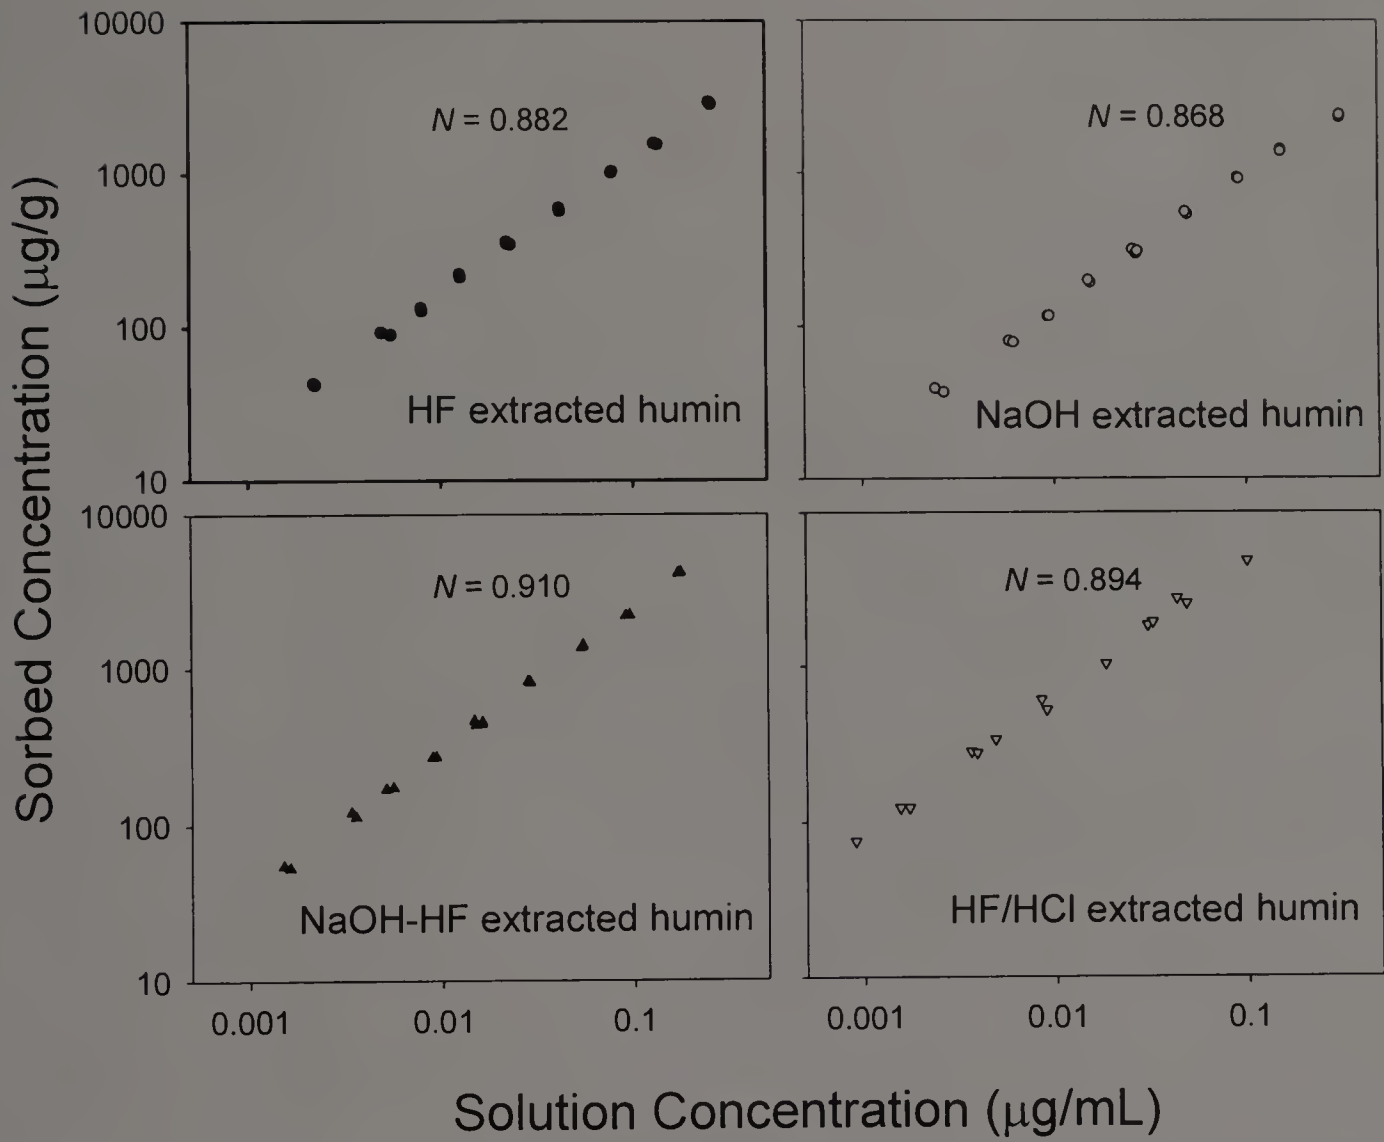 Sorbed Concentration (μg/g)
10000
1000
100
10
N = 0.882
HF extracted humin
N = 0.868
NaOH extracted humin
10000
1000
100
10
N = 0.910
NaOH-HF extracted humin
N = 0.894
HF/HCl extracted humin
0.001 0.01 0.1
0.001 0.01 0.1
Solution Concentration (μg/mL)